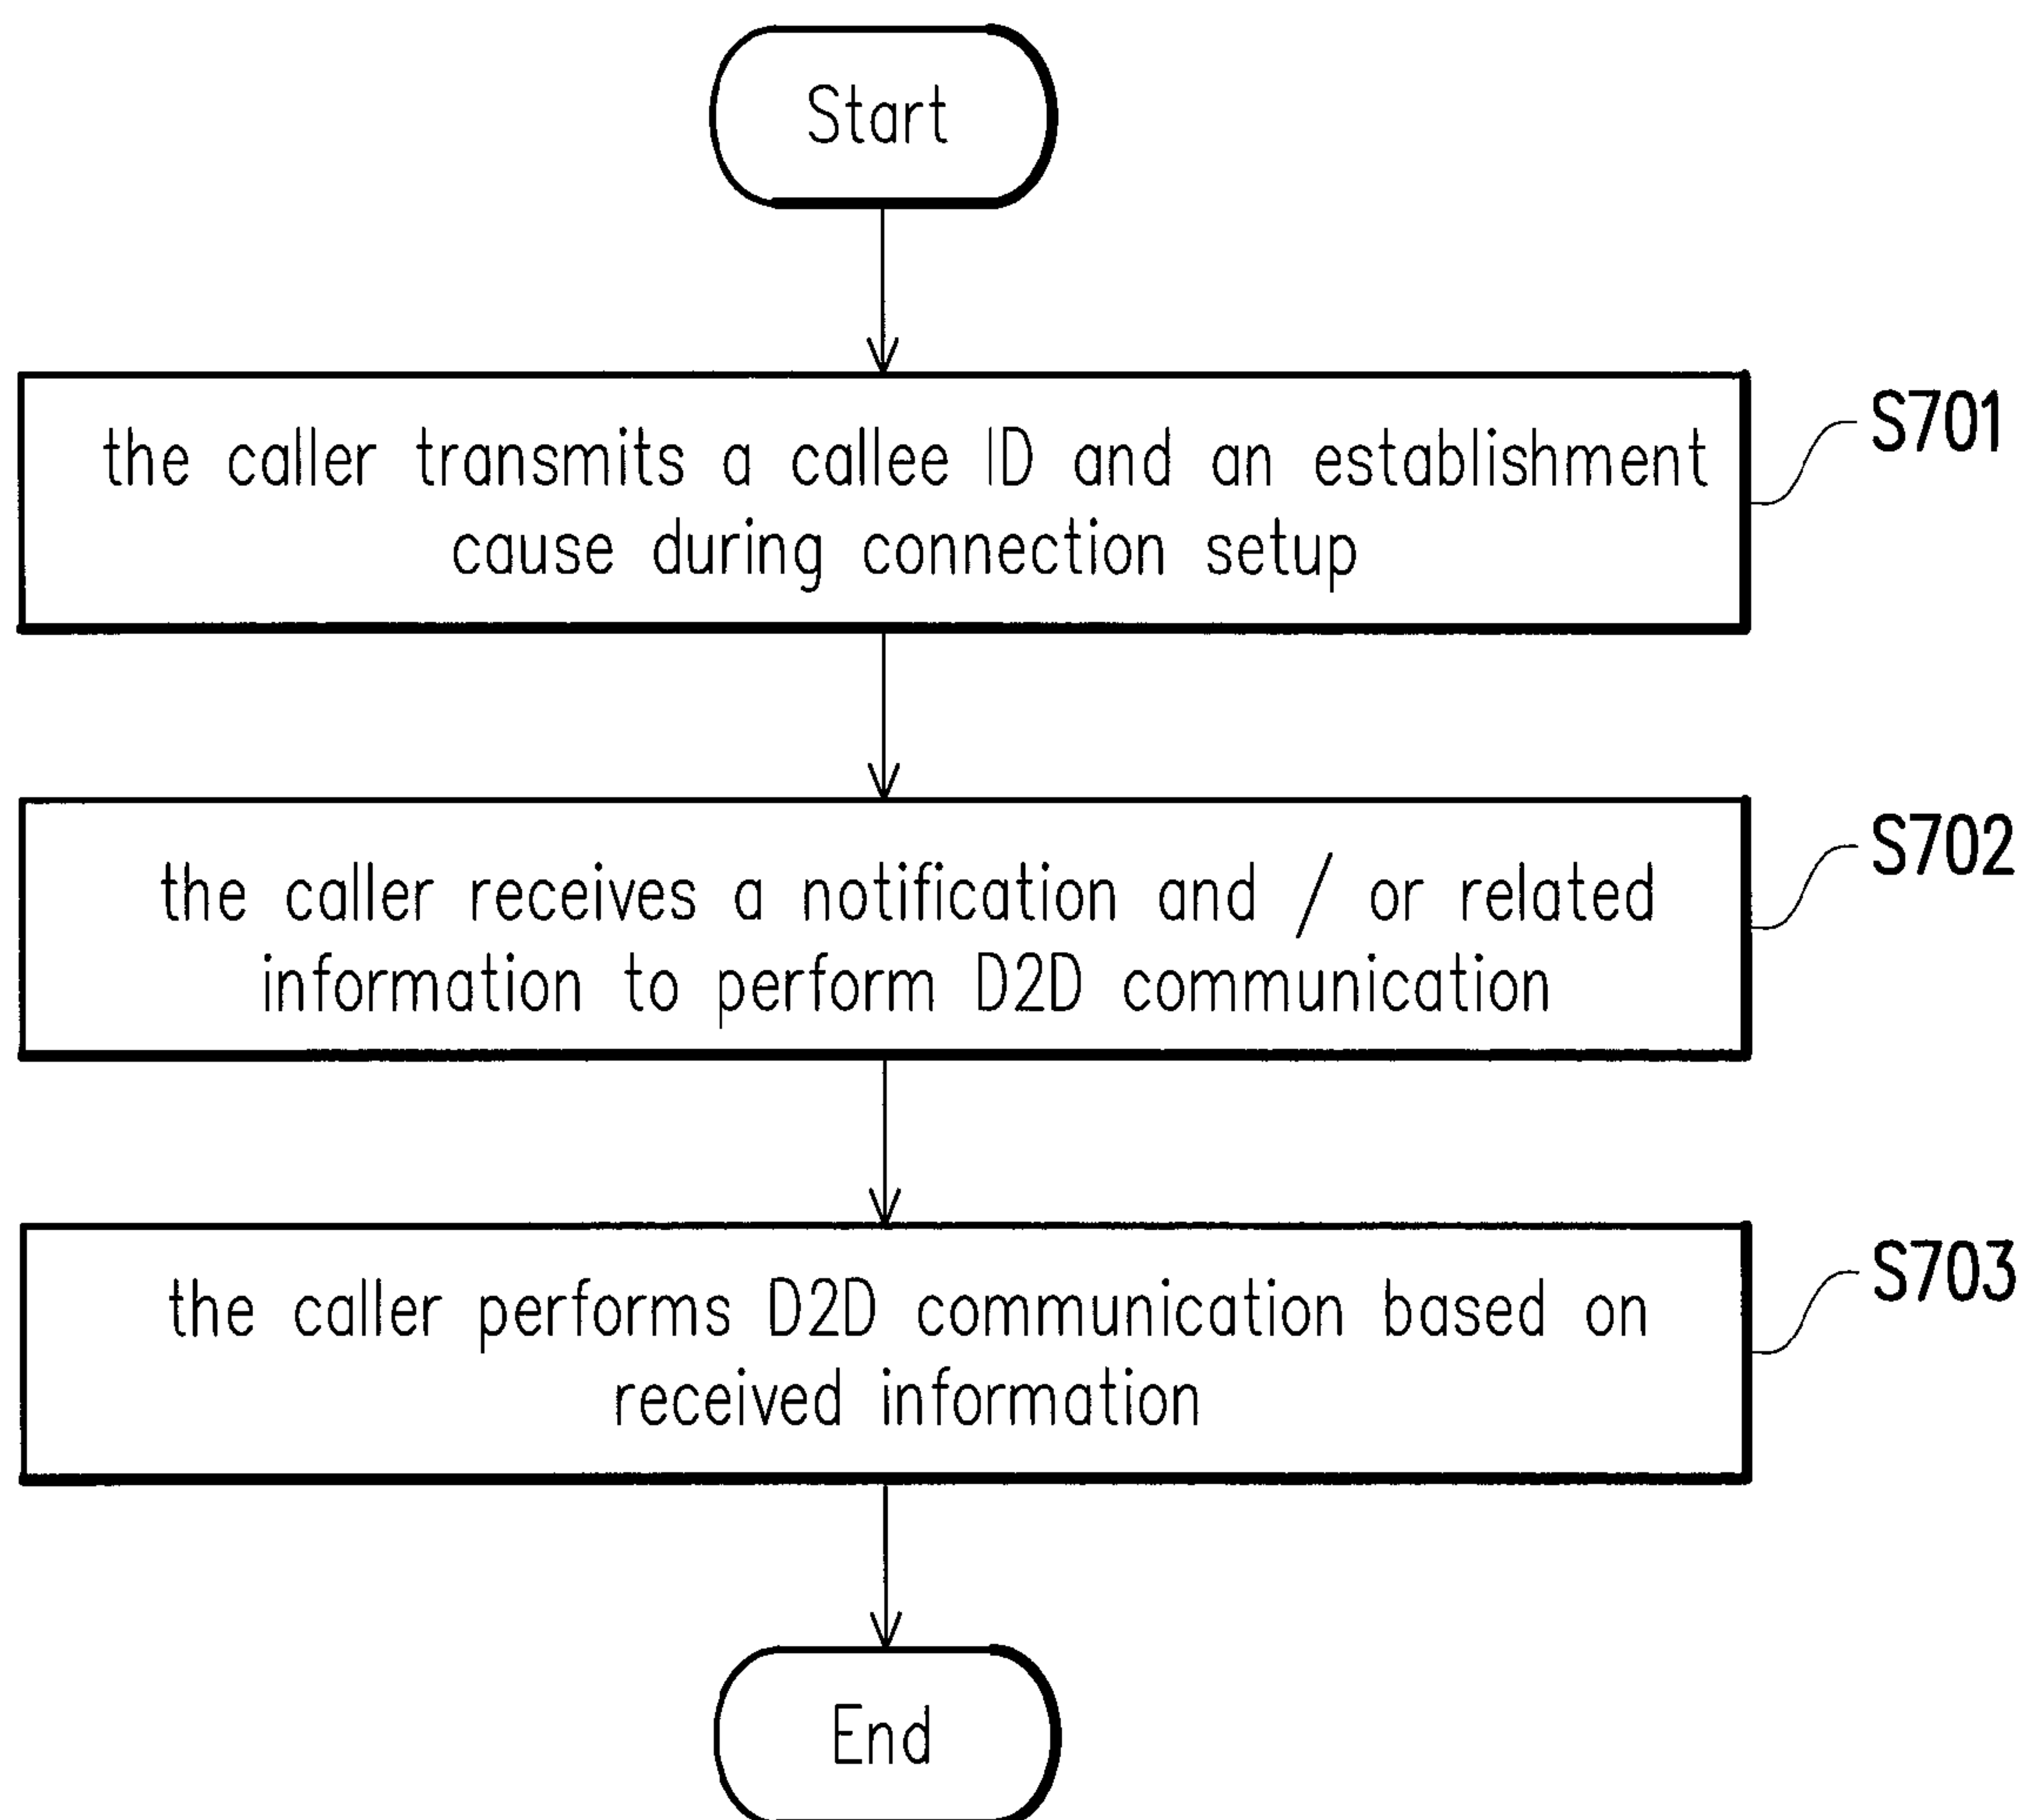 Start
the caller transmits a callee ID and an establishment
cause during connection setup
S701
the caller receives a notification and / or related
information to perform D2D communication
S702
the caller performs D2D communication based on
received information
S703
End